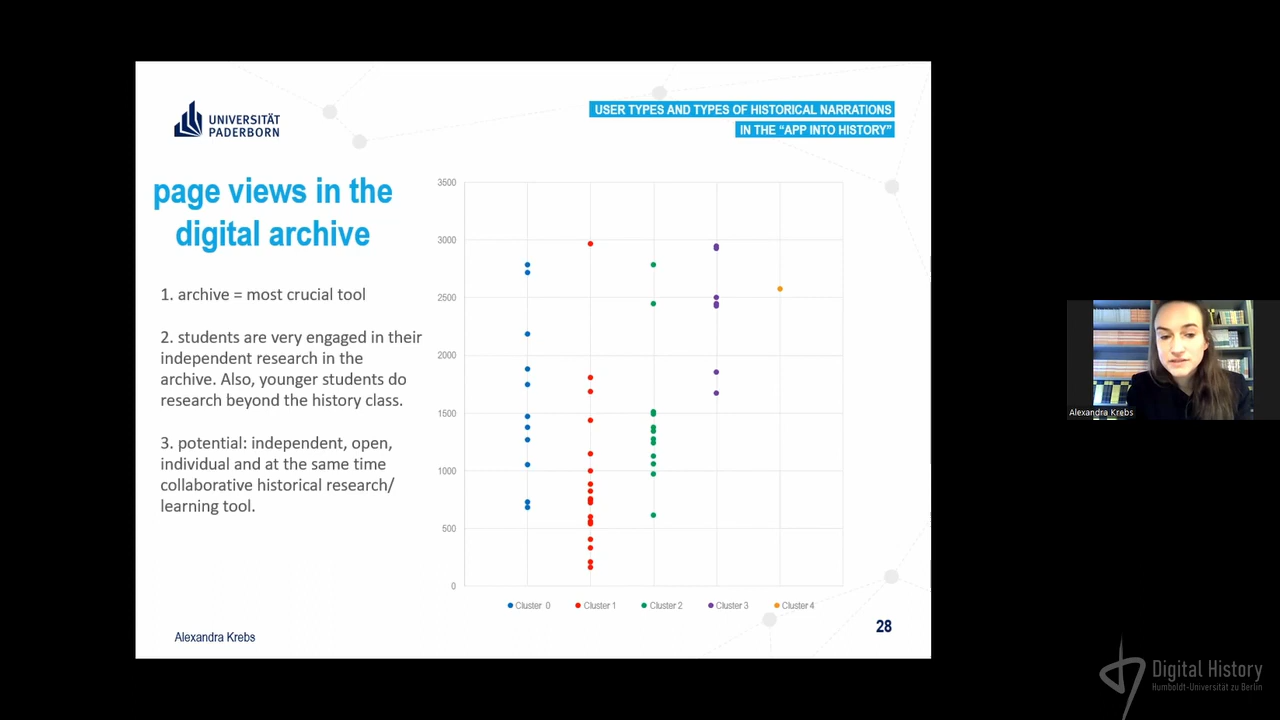 UNIVERSITÄT
PADERBORN
USER TYPES AND TYPES OF HISTORICAL NARRATIONS
IN THE “APP INTO HISTORY”
page views in the
digital archive
1. archive = most crucial tool
2. students are very engaged in their
independent research in the
archive. Also, younger students do
research beyond the history class.
3. potential: independent, open,
individual and at the same time
collaborative historical research/
learning tool.
3500
3000
2500
2000
1500
1000
500
0
Cluster 0
Cluster 1
Cluster 2
Cluster 3
Cluster 4
Alexandra Krebs
28
Alexandra Krebs
Digital History
Humboldt-Universität zu Berlin